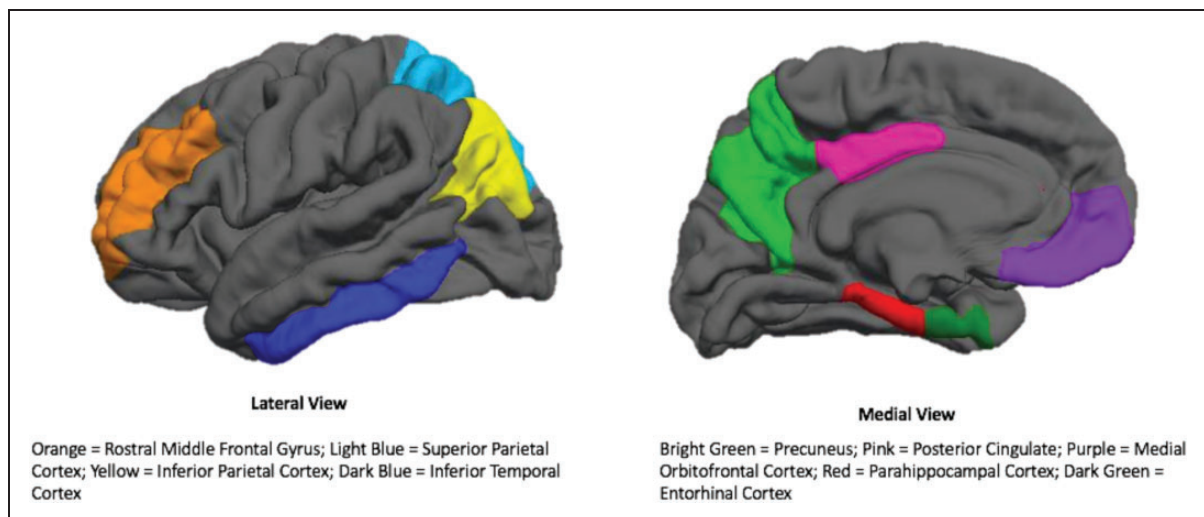 Lateral View
Orange = Rostral Middle Frontal Gyrus; Light Blue = Superior Parietal
Cortex; Yellow = Inferior Parietal Cortex; Dark Blue = Inferior Temporal
Cortex
Medial View
Bright Green = Precuneus; Pink = Posterior Cingulate; Purple = Medial
Orbitofrontal Cortex; Red = Parahippocampal Cortex; Dark Green =
Entorhinal Cortex